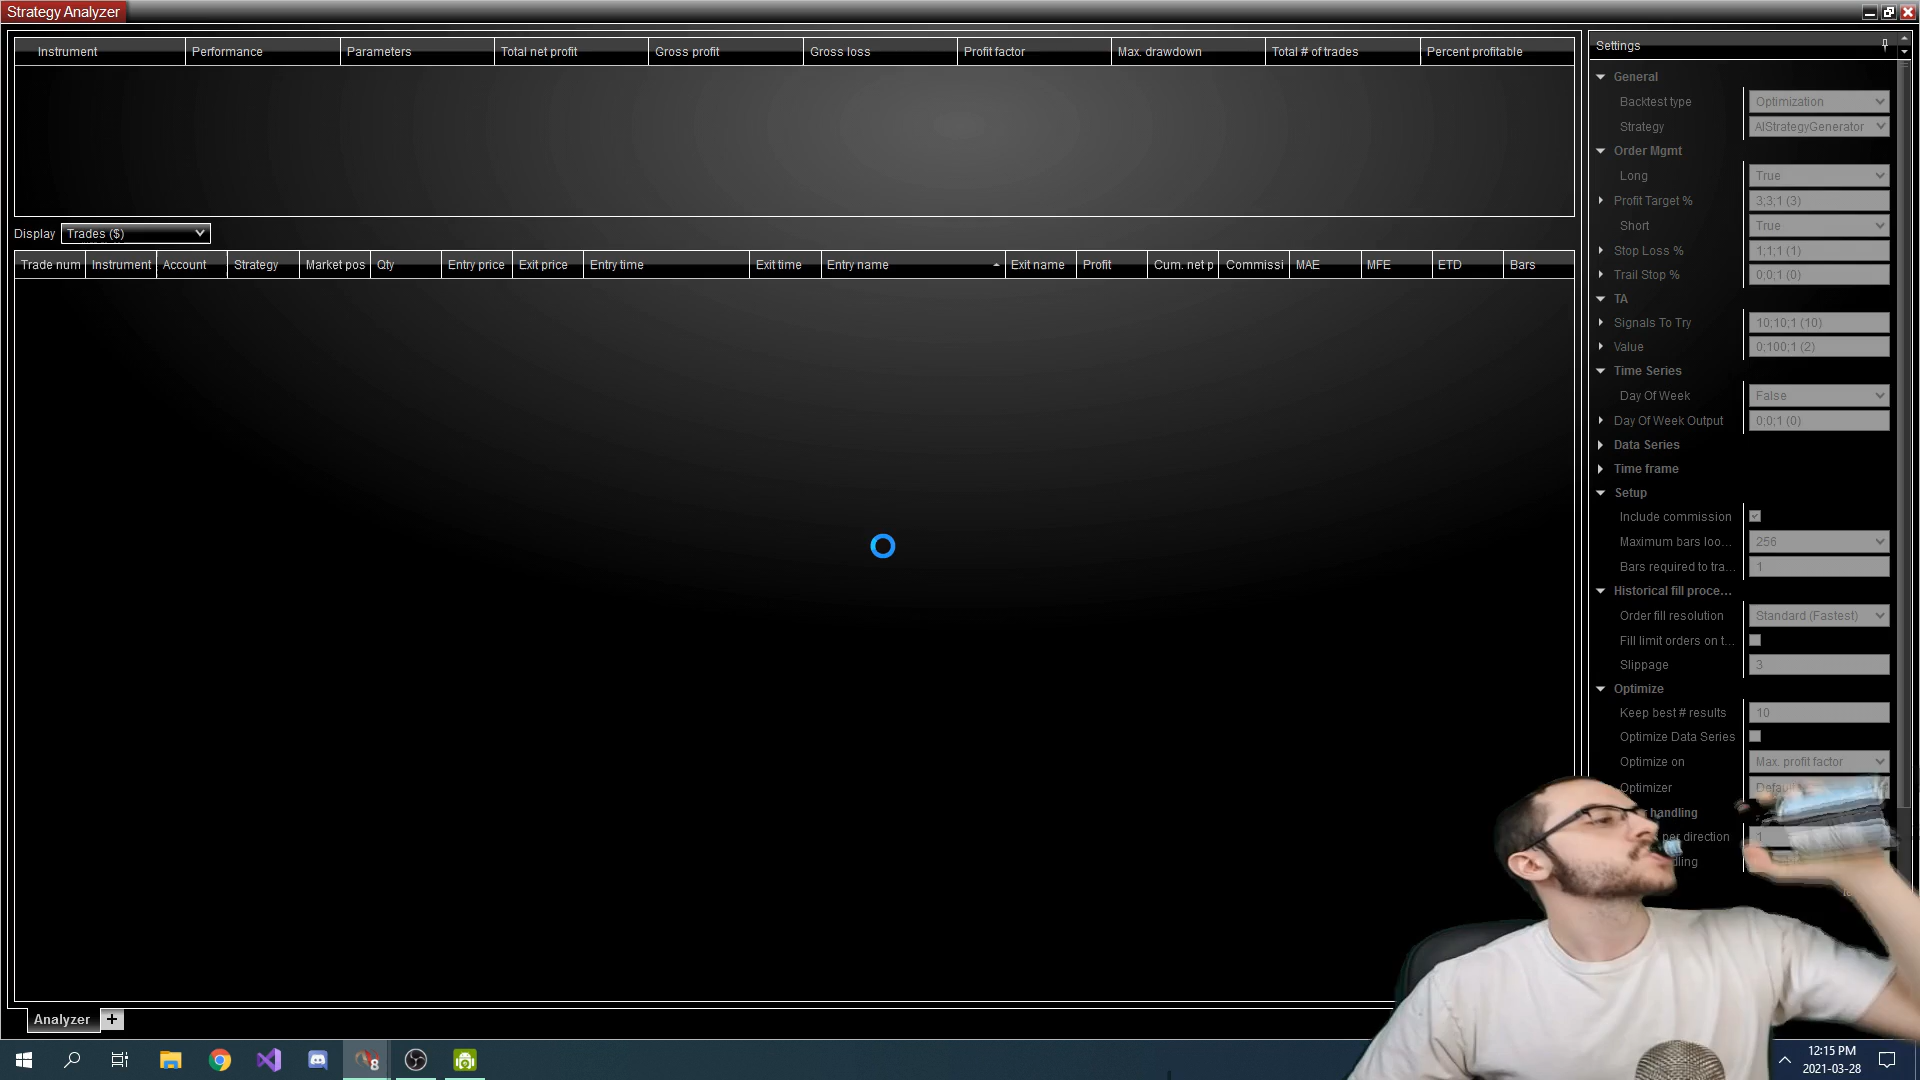 Strategy Analyzer
Instrument Performance Parameters Total net profit Gross profit Gross loss Profit factor Max. drawdown Total # of trades Percent profitable
Display Trades ($)
Trade num Instrument Account Strategy Market pos Qty Entry price Exit price Entry time Exit time Entry name Exit name Profit Cum. net p Commissi MAE MFE ETD Bars
Settings
General
Backtest type Optimization
Strategy AIStrategyGenerator
Order Mgmt
Long True
Profit Target % 3;3;1 (3)
Short True
Stop Loss % 1;1;1 (1)
Trail Stop % 0;0;1 (0)
TA
Signals To Try 10;10;1 (10)
Value 0;100;1 (2)
Time Series
Day Of Week False
Day Of Week Output 0;0;1 (0)
Data Series
Time frame
Setup
Include commission
Maximum bars loo... 256
Bars required to tra... 1
Historical fill proce...
Order fill resolution Standard (Fastest)
Fill limit orders on t...
Slippage 3
Optimize
Keep best # results 10
Optimize Data Series
Optimize on Max. profit factor
Optimizer
handling
per direction 1
Analyzer +
8
12:15 PM
2021-03-28